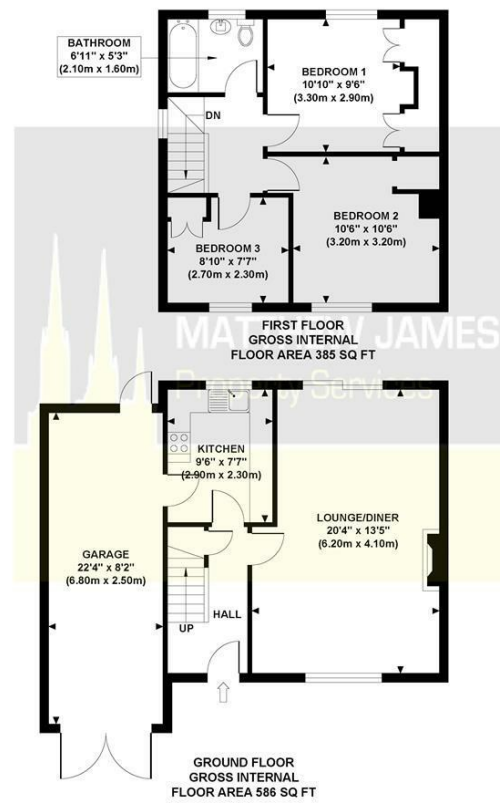 BATHROOM
6'11" x 5'3"
(2.10m x 1.60m)
BEDROOM 1
10'10" x 9'6"
(3.30m x 2.90m)
DN
BEDROOM 2
10'6" x 10'6"
(3.20m x 3.20m)
BEDROOM 3
8'10" x 7'7"
(2.70m x 2.30m)
FIRST FLOOR
GROSS INTERNAL
FLOOR AREA 385 SQ FT
MATTHEW JAMES
Property Services
KITCHEN
9'6" x 7'7"
(2.90m x 2.30m)
LOUNGE/DINER
20'4" x 13'5"
(6.20m x 4.10m)
GARAGE
22'4" x 8'2"
(6.80m x 2.50m)
UP
HALL
GROUND FLOOR
GROSS INTERNAL
FLOOR AREA 586 SQ FT